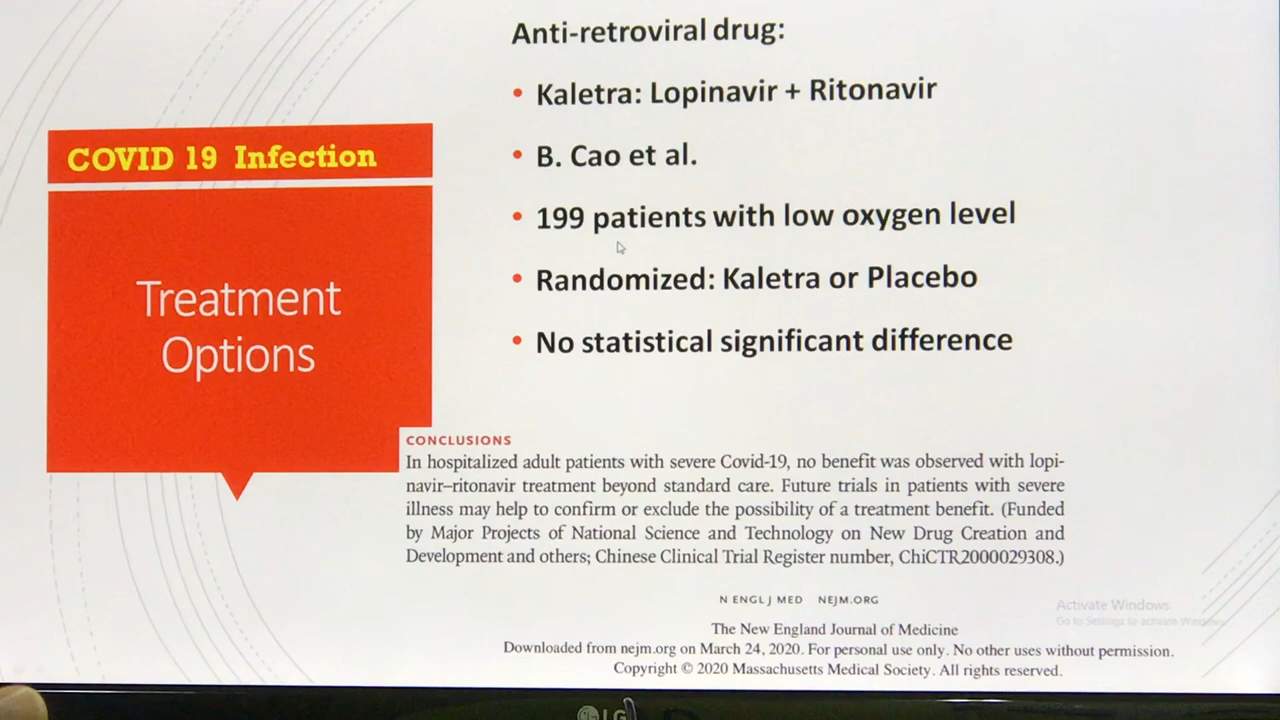 Anti-retroviral drug:
• Kaletra: Lopinavir + Ritonavir
• B. Cao et al.
• 199 patients with low oxygen level
• Randomized: Kaletra or Placebo
• No statistical significant difference
COVID 19 Infection
Treatment
Options
CONCLUSIONS
In hospitalized adult patients with severe Covid-19, no benefit was observed with lopi-
navir–ritonavir treatment beyond standard care. Future trials in patients with severe
illness may help to confirm or exclude the possibility of a treatment benefit. (Funded
by Major Projects of National Science and Technology on New Drug Creation and
Development and others; Chinese Clinical Trial Register number, ChiCTR2000029308.)
N ENGL J MED NEJM.ORG
The New England Journal of Medicine
Downloaded from nejm.org on March 24, 2020. For personal use only. No other uses without permission.
Copyright © 2020 Massachusetts Medical Society. All rights reserved.
Activate Windows
Go to Settings to activate Windows.
LG